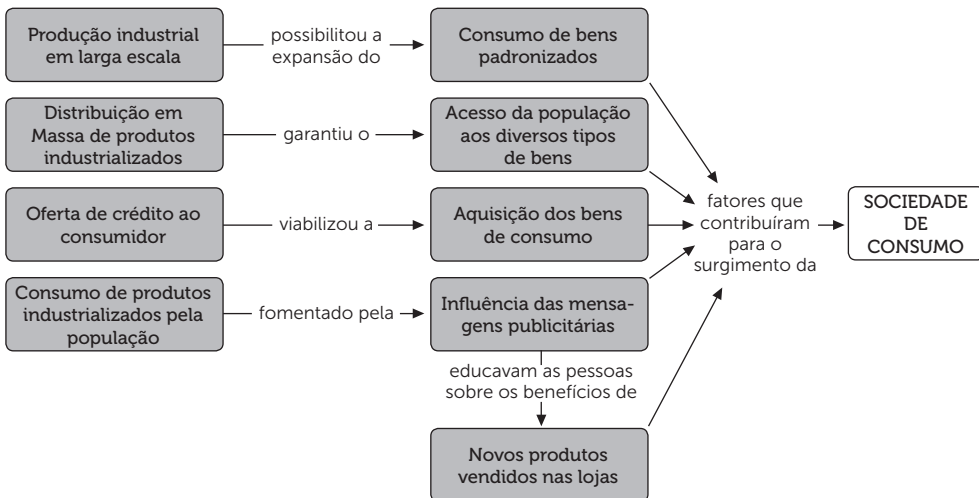 Produção industrial
em larga escala
possibilitou a
expansão do
Consumo de bens
padronizados
Distribuição em
Massa de produtos
industrializados
garantiu o
Acesso da população
aos diversos tipos
de bens
Oferta de crédito ao
consumidor
viabilizou a
Aquisição dos bens
de consumo
Consumo de produtos
industrializados pela
população
fomentado pela
Influência das mensa-
gens publicitárias
educavam as pessoas
sobre os benefícios de
Novos produtos
vendidos nas lojas
fatores que
contribuíram
para o
surgimento da
SOCIEDADE
DE
CONSUMO